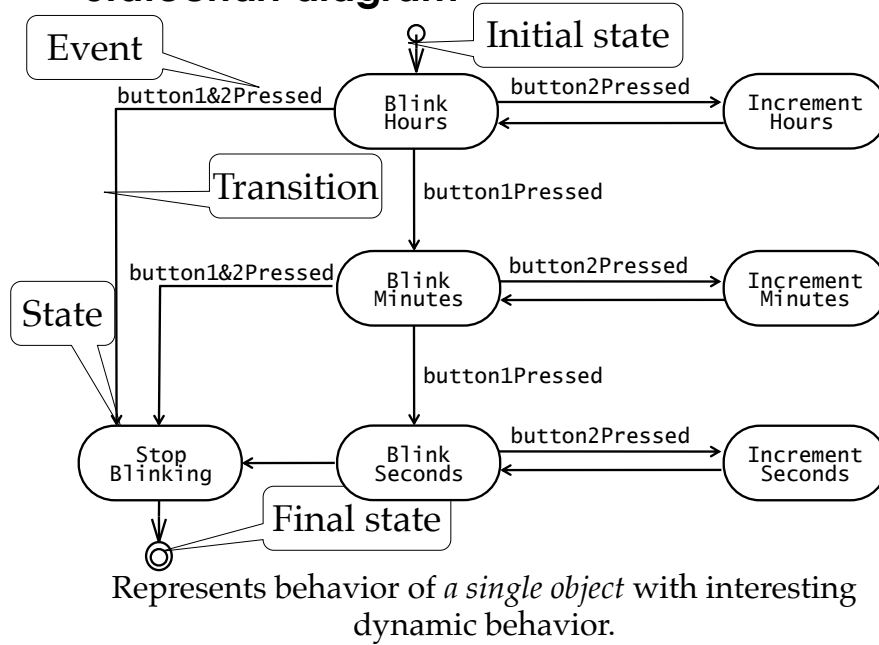 Initial state
Event
button1&2Pressed
Blink
Hours
button2Pressed
Increment
Hours
Transition
button1Pressed
button1&2Pressed
Blink
Minutes
button2Pressed
Increment
Minutes
State
button1Pressed
Stop
Blinking
Blink
Seconds
button2Pressed
Increment
Seconds
Final state
Represents behavior of a single object with interesting
dynamic behavior.